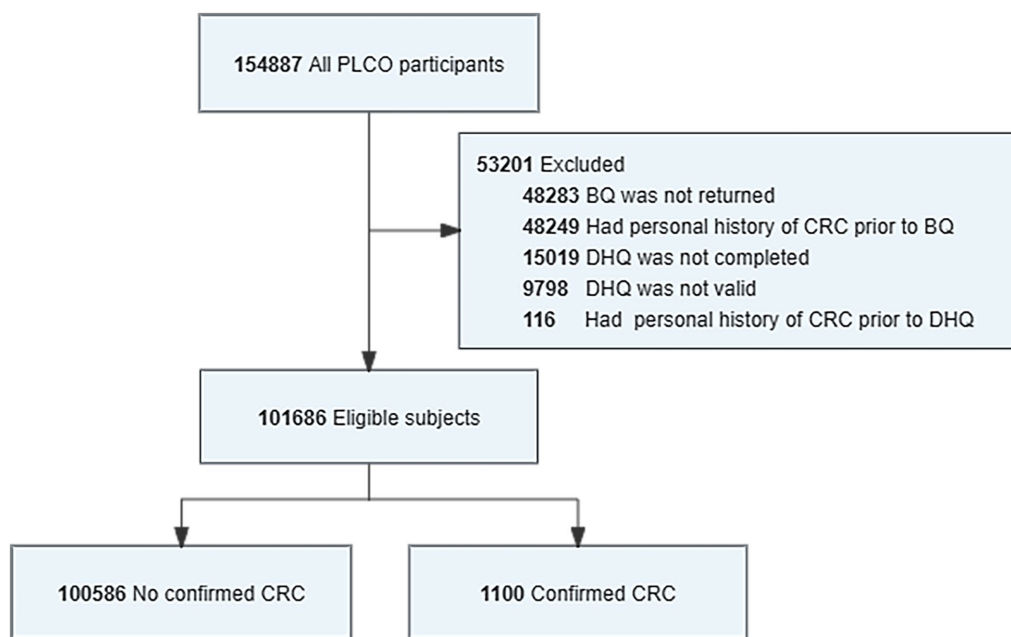 154887 All PLCO participants
53201 Excluded
48283 BQ was not returned
48249 Had personal history of CRC prior to BQ
15019 DHQ was not completed
9798 DHQ was not valid
116 Had personal history of CRC prior to DHQ
101686 Eligible subjects
100586 No confirmed CRC
1100 Confirmed CRC